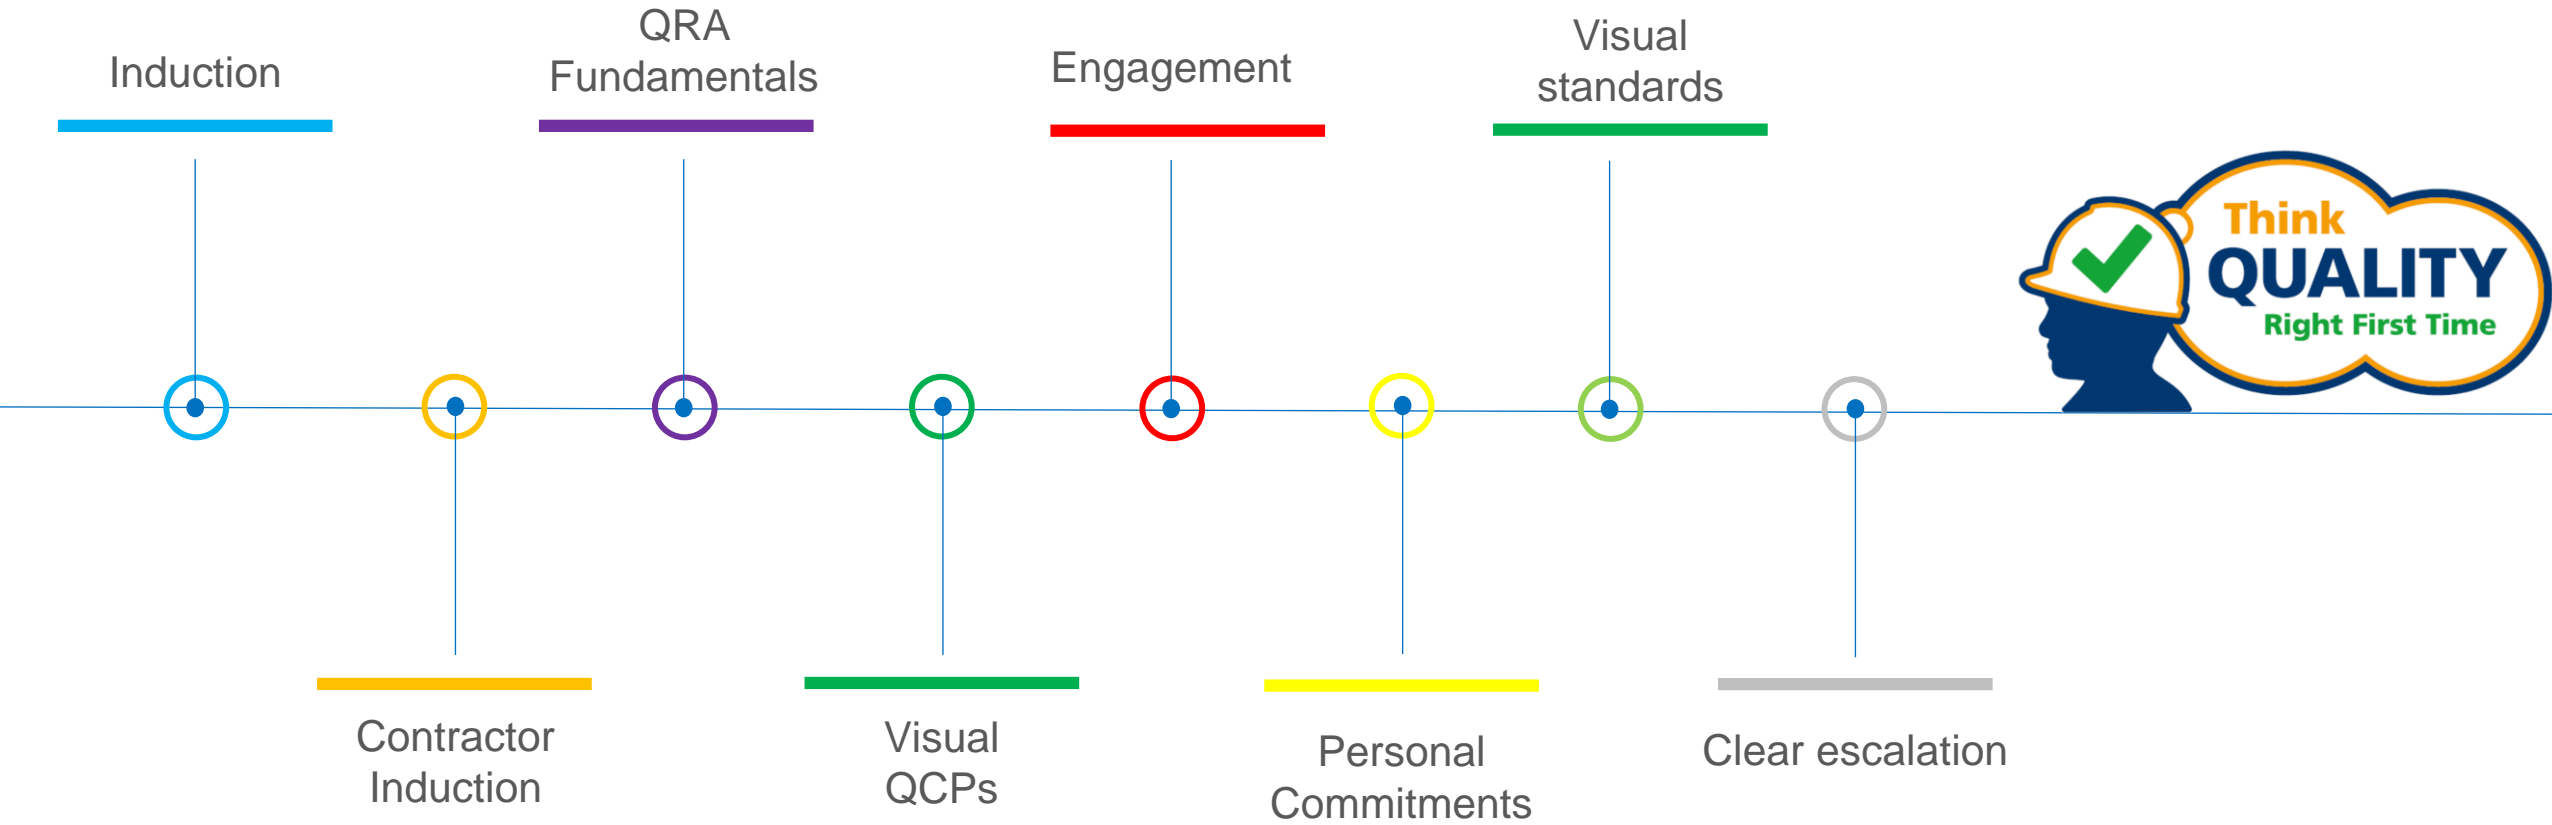 Induction
QRA
Fundamentals
Engagement
Visual
standards
Think
QUALITY
Right First Time
Contractor
Induction
Visual
QCPs
Personal
Commitments
Clear escalation